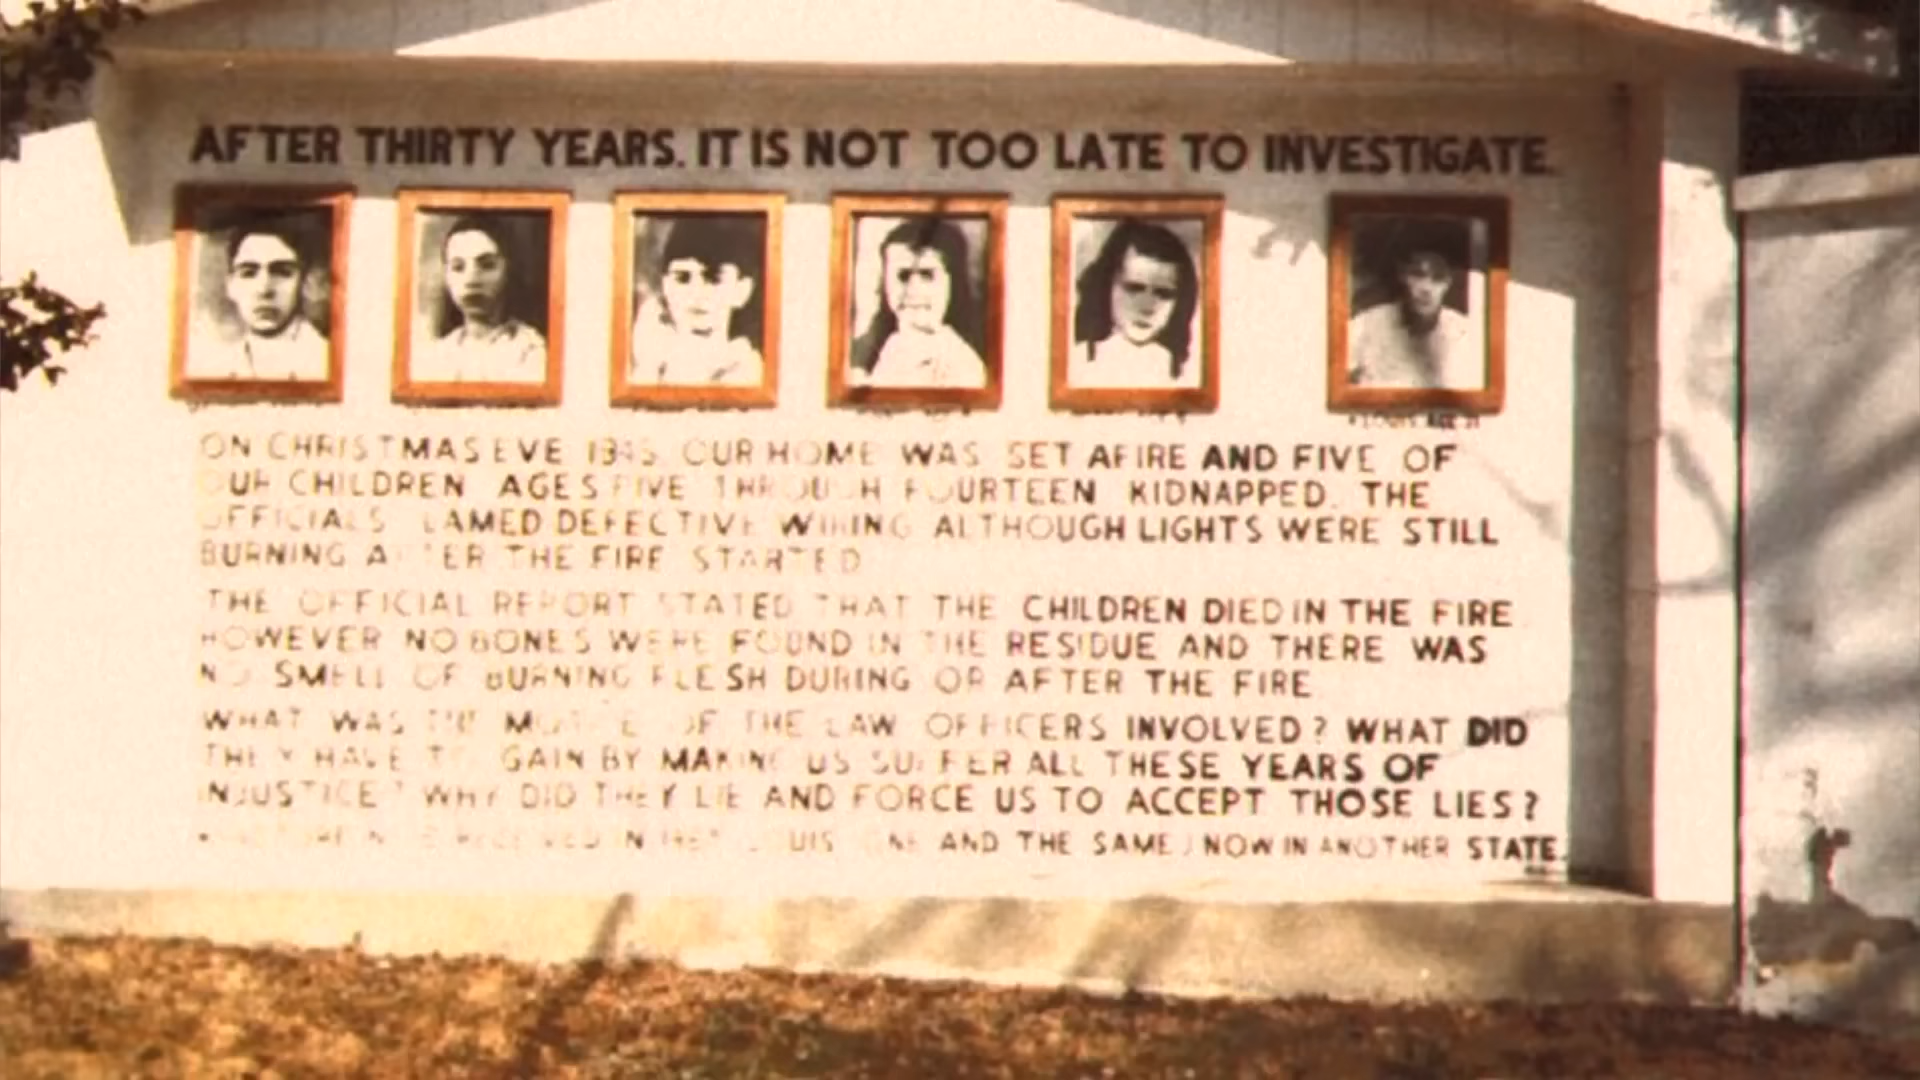 AFTER THIRTY YEARS. IT IS NOT TOO LATE TO INVESTIGATE.
AGE 21
ON CHRISTMAS EVE 1945 OUR HOME WAS SET AFIRE AND FIVE OF
OUR CHILDREN AGES FIVE THROUGH FOURTEEN KIDNAPPED. THE
OFFICIALS BLAMED DEFECTIVE WIRING ALTHOUGH LIGHTS WERE STILL
BURNING AFTER THE FIRE STARTED
THE OFFICIAL REPORT STATED THAT THE CHILDREN DIED IN THE FIRE
HOWEVER NO BONES WERE FOUND IN THE RESIDUE AND THERE WAS
NO SMELL OF BURNING FLESH DURING OR AFTER THE FIRE
WHAT WAS THE MOTIVE OF THE LAW OFFICERS INVOLVED? WHAT DID
THEY HAVE TO GAIN BY MAKING US SUFFER ALL THESE YEARS OF
INJUSTICE? WHY DID THEY LIE AND FORCE US TO ACCEPT THOSE LIES?
RECEIVED IN LOUIS ONE AND THE SAME NOW IN ANOTHER STATE.